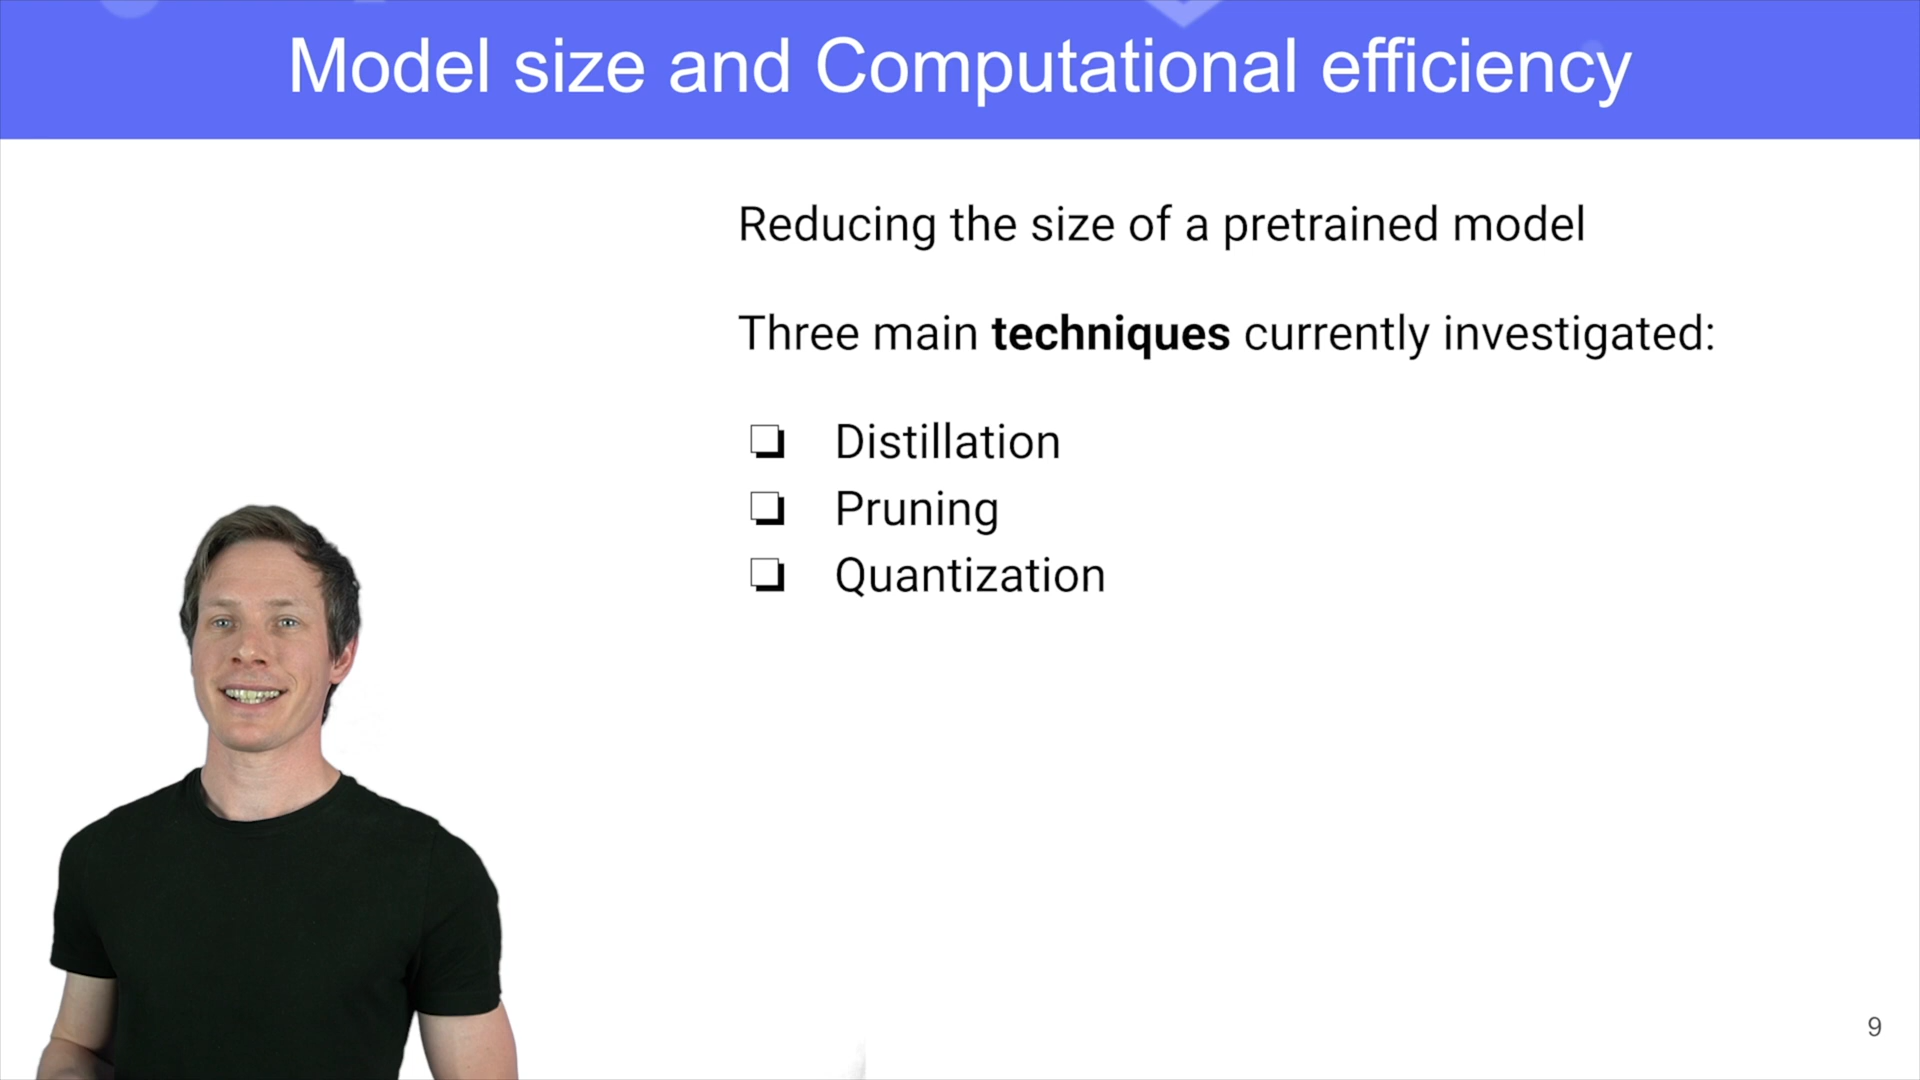 Model size and Computational efficiency
Reducing the size of a pretrained model
Three main techniques currently investigated:
❏ Distillation
❏ Pruning
❏ Quantization
9